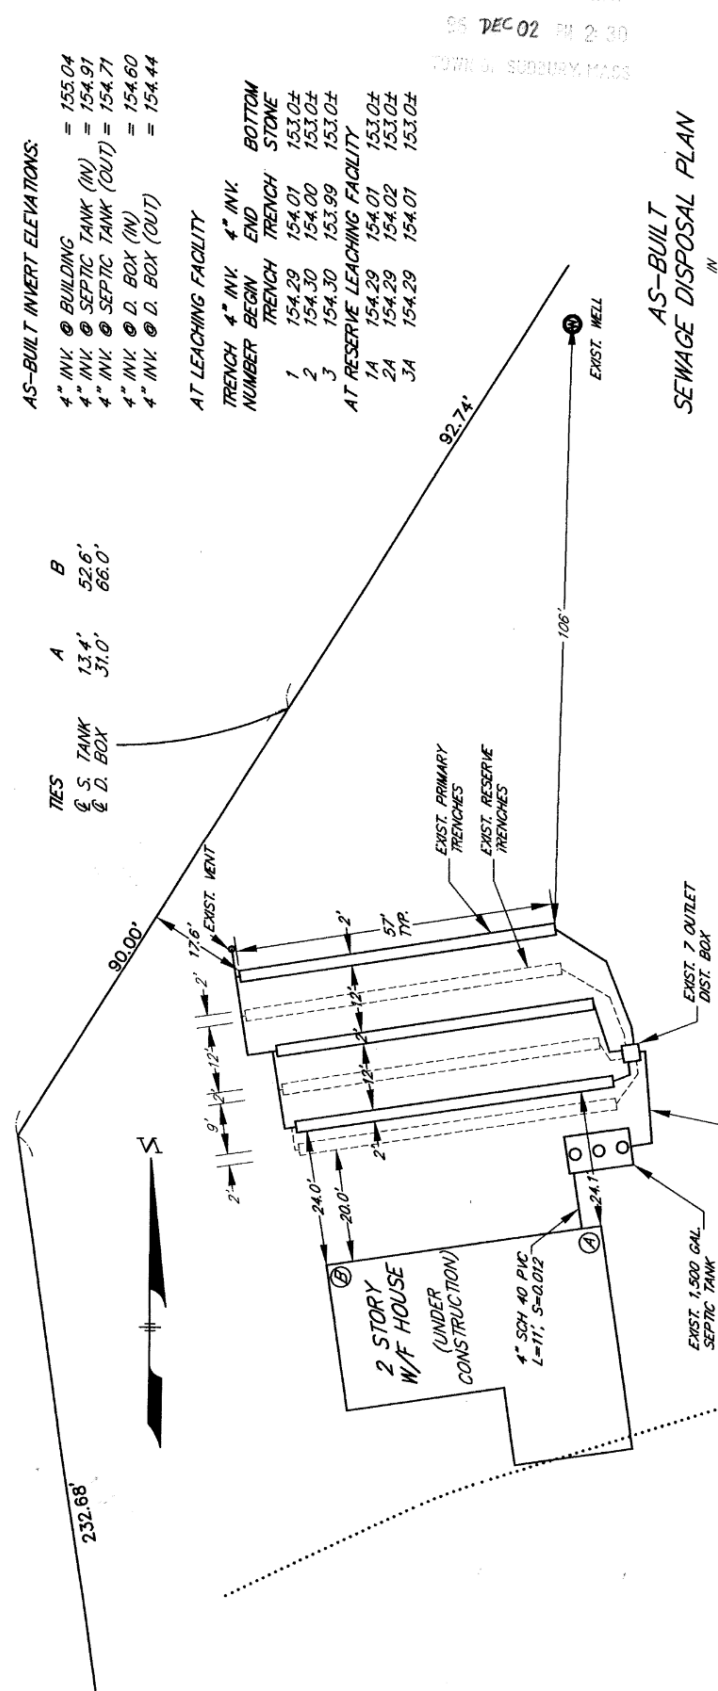 95 DEC 02 PM 2:30
TOWN OF SUDBURY, MASS
AS-BUILT INVERT ELEVATIONS:
4" INV. @ BUILDING = 155.04
4" INV. @ SEPTIC TANK (IN) = 154.91
4" INV. @ SEPTIC TANK (OUT) = 154.71
4" INV. @ D. BOX (IN) = 154.60
4" INV. @ D. BOX (OUT) = 154.44
AT LEACHING FACILITY
TRENCH 4" INV. 4" INV. BOTTOM
NUMBER BEGIN END STONE
TRENCH TRENCH
1 154.29 154.01 153.0±
2 154.30 154.00 153.0±
3 154.30 153.99 153.0±
AT RESERVE LEACHING FACILITY
1A 154.29 154.01 153.0±
2A 154.29 154.02 153.0±
3A 154.29 154.01 153.0±
AS-BUILT
SEWAGE DISPOSAL PLAN
IN
TIES A B
℄ S. TANK 13.4' 52.6'
℄ D. BOX 31.0' 66.0'
92.74'
EXIST. WELL
W
106'
90.00'
EXIST. VENT
17.6'
57'
TYP.
EXIST. PRIMARY
TRENCHES
EXIST. RESERVE
TRENCHES
EXIST. 7 OUTLET
DIST. BOX
2'
12'
2'
9'
2'
2'
12'
2'
12'
2'
24.0'
20.0'
24.1'
N
B
A
2 STORY
W/F HOUSE
(UNDER
CONSTRUCTION)
4" SCH 40 PVC
L=11', S=0.012
EXIST. 1,500 GAL.
SEPTIC TANK
232.68'